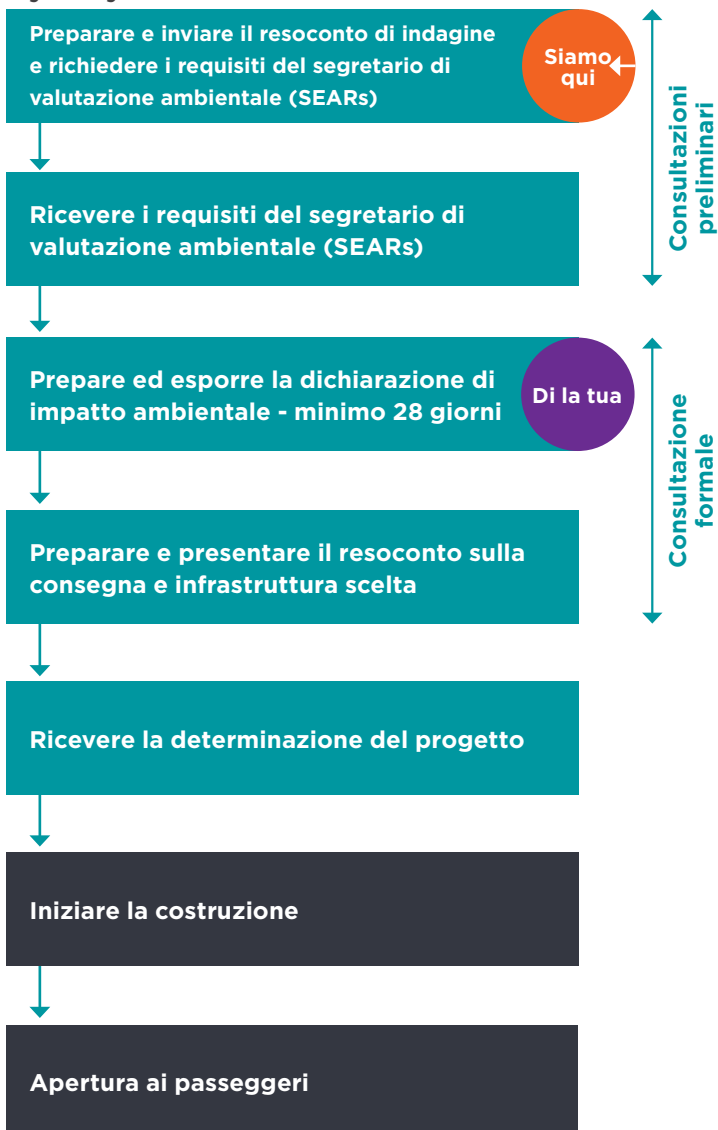 Preparare e inviare il resoconto di indagine
e richiedere i requisiti del segretario di
valutazione ambientale (SEARs)
Siamo
qui
Consultazioni
preliminari
Ricevere i requisiti del segretario di
valutazione ambientale (SEARs)
Prepare ed esporre la dichiarazione di
impatto ambientale - minimo 28 giorni
Di la tua
Consultazione
formale
Preparare e presentare il resoconto sulla
consegna e infrastruttura scelta
Ricevere la determinazione del progetto
Iniziare la costruzione
Apertura ai passeggeri